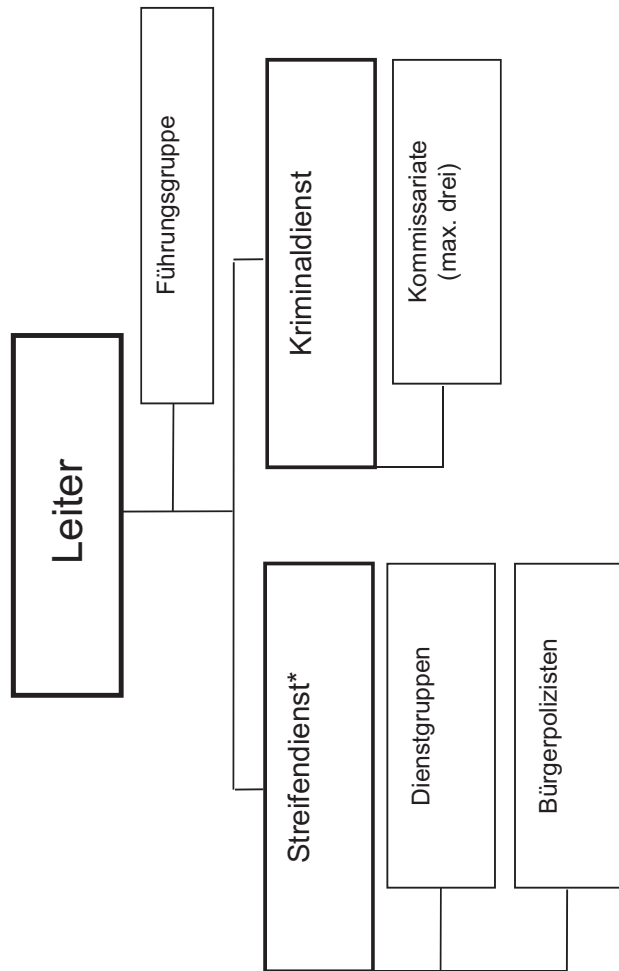 Leiter
Führungsgruppe
Streifendienst*
Kriminaldienst
Dienstgruppen
Kommissariate
(max. drei)
Bürgerpolizisten